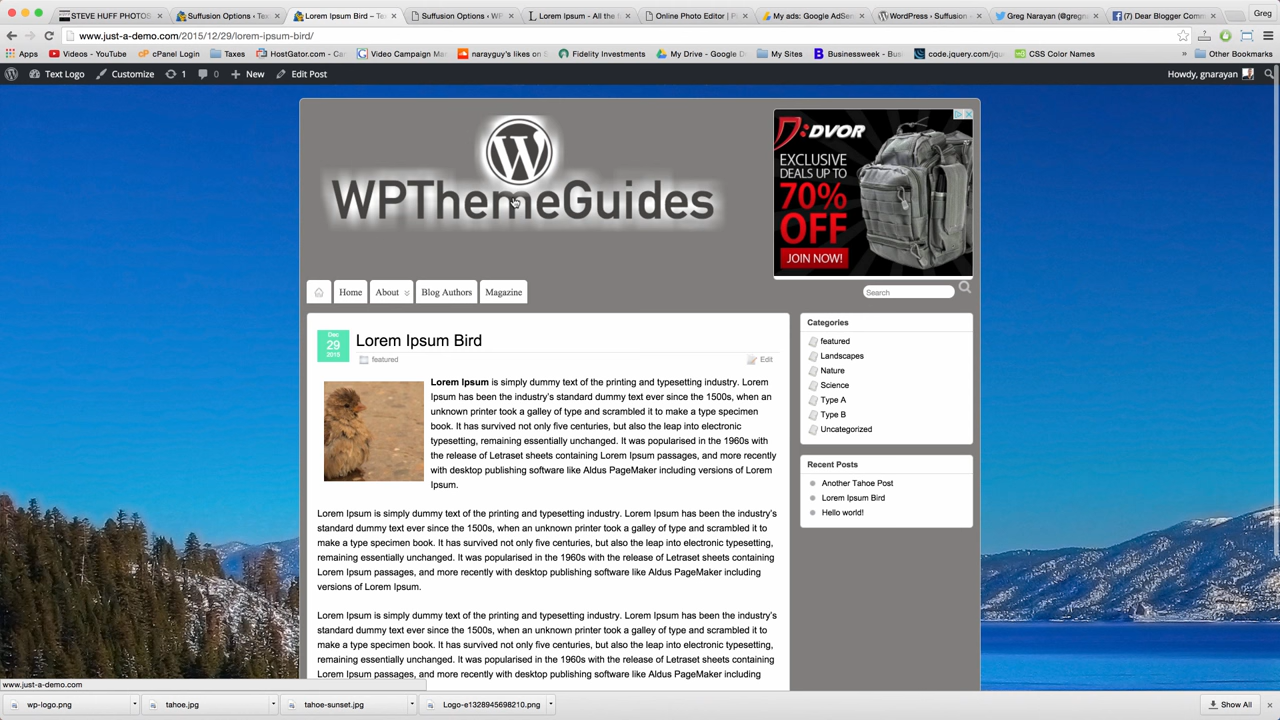 STEVE HUFF PHOTO
Suffusion Options ‹ Tex
Lorem Ipsum Bird – Te
Suffusion Options ‹ WP
Lorem Ipsum - All the
Online Photo Editor | Pi
My ads: Google AdSen
WordPress › Suffusion
Greg Narayan (@gregn
(7) Dear Blogger Comm
Greg
www.just-a-demo.com/2015/12/29/lorem-ipsum-bird/
Apps
Videos - YouTube
cPanel Login
Taxes
HostGator.com - Ca
Video Campaign Ma
narayguy's likes on
Fidelity Investments
My Drive - Google
My Sites
Businessweek - Bus
code.jquery.com/jqu
CSS Color Names
»
Other Bookmarks
Text Logo
Customize
1
0
New
Edit Post
Howdy, gnarayan
WPThemeGuides
DVOR
EXCLUSIVE
DEALS UP TO
70%
OFF
JOIN NOW!
Home
About
Blog Authors
Magazine
Search
Dec
29
2015
Lorem Ipsum Bird
featured
Edit
Lorem Ipsum is simply dummy text of the printing and typesetting industry. Lorem
Ipsum has been the industry's standard dummy text ever since the 1500s, when an
unknown printer took a galley of type and scrambled it to make a type specimen
book. It has survived not only five centuries, but also the leap into electronic
typesetting, remaining essentially unchanged. It was popularised in the 1960s with
the release of Letraset sheets containing Lorem Ipsum passages, and more recently
with desktop publishing software like Aldus PageMaker including versions of Lorem
Ipsum.
Lorem Ipsum is simply dummy text of the printing and typesetting industry. Lorem Ipsum has been the industry's
standard dummy text ever since the 1500s, when an unknown printer took a galley of type and scrambled it to
make a type specimen book. It has survived not only five centuries, but also the leap into electronic typesetting,
remaining essentially unchanged. It was popularised in the 1960s with the release of Letraset sheets containing
Lorem Ipsum passages, and more recently with desktop publishing software like Aldus PageMaker including
versions of Lorem Ipsum.
Lorem Ipsum is simply dummy text of the printing and typesetting industry. Lorem Ipsum has been the industry's
standard dummy text ever since the 1500s, when an unknown printer took a galley of type and scrambled it to
make a type specimen book. It has survived not only five centuries, but also the leap into electronic typesetting,
remaining essentially unchanged. It was popularised in the 1960s with the release of Letraset sheets containing
Lorem Ipsum passages, and more recently with desktop publishing software like Aldus PageMaker including
Categories
featured
Landscapes
Nature
Science
Type A
Type B
Uncategorized
Recent Posts
Another Tahoe Post
Lorem Ipsum Bird
Hello world!
www.just-a-demo.com
wp-logo.png
tahoe.jpg
tahoe-sunset.jpg
Logo-e1328945698210.png
Show All